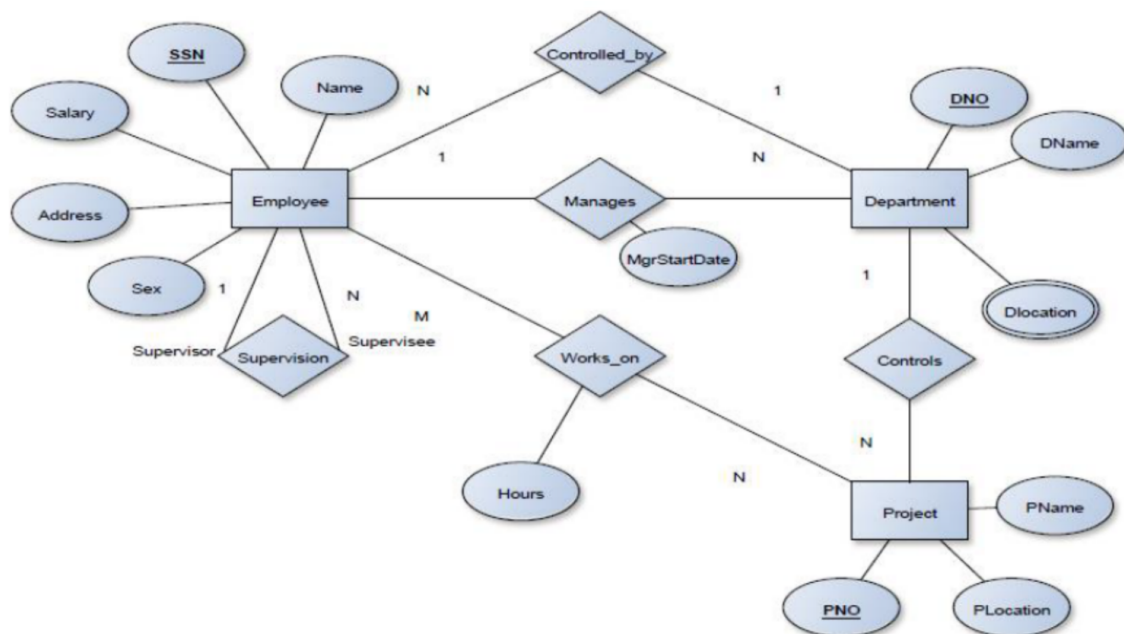 Controlled_by
SSN
Name
N
1
DNO
Salary
DName
1
N
Employee
Manages
Department
Address
MgrStartDate
Sex
1
N
M
1
Dlocation
Supervisor
Supervision
Supervisee
Works_on
Controls
N
Hours
N
Project
PName
PNO
PLocation